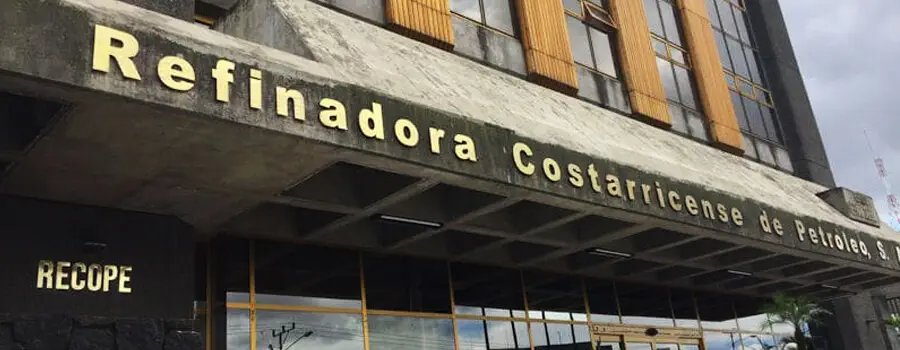 Refinadora Costarricense de Petróleo, S.
RECOPE